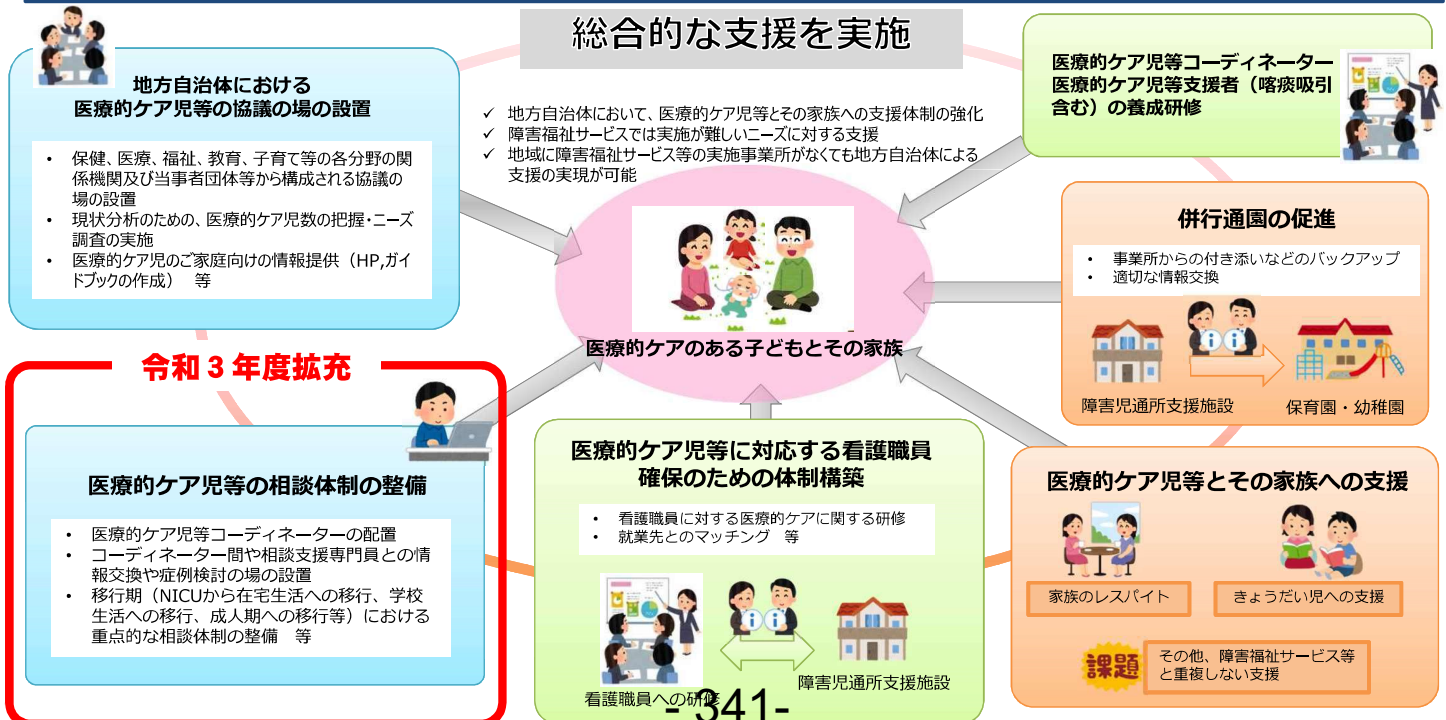 総合的な支援を実施
地方自治体における
医療的ケア児等の協議の場の設置
• 保健、医療、福祉、教育、子育て等の各分野の関
係機関及び当事者団体等から構成される協議の
場の設置
• 現状分析のための、医療的ケア児数の把握・ニーズ
調査の実施
• 医療的ケア児のご家庭向けの情報提供（HP,ガイ
ドブックの作成） 等
✓ 地方自治体において、医療的ケア児等とその家族への支援体制の強化
✓ 障害福祉サービスでは実施が難しいニーズに対する支援
✓ 地域に障害福祉サービス等の実施事業所がなくても地方自治体による
支援の実現が可能
医療的ケア児等コーディネーター
医療的ケア児等支援者（喀痰吸引
含む）の養成研修
医療的ケアのある子どもとその家族
併行通園の促進
• 事業所からの付き添いなどのバックアップ
• 適切な情報交換
障害児通所支援施設
保育園・幼稚園
令和３年度拡充
医療的ケア児等の相談体制の整備
• 医療的ケア児等コーディネーターの配置
• コーディネーター間や相談支援専門員との情
報交換や症例検討の場の設置
• 移行期（NICUから在宅生活への移行、学校
生活への移行、成人期への移行等）における
重点的な相談体制の整備 等
医療的ケア児等に対応する看護職員
確保のための体制構築
• 看護職員に対する医療的ケアに関する研修
• 就業先とのマッチング 等
看護職員への研修
障害児通所支援施設
医療的ケア児等とその家族への支援
家族のレスパイト
きょうだい児への支援
課題
その他、障害福祉サービス等
と重複しない支援
- 341-